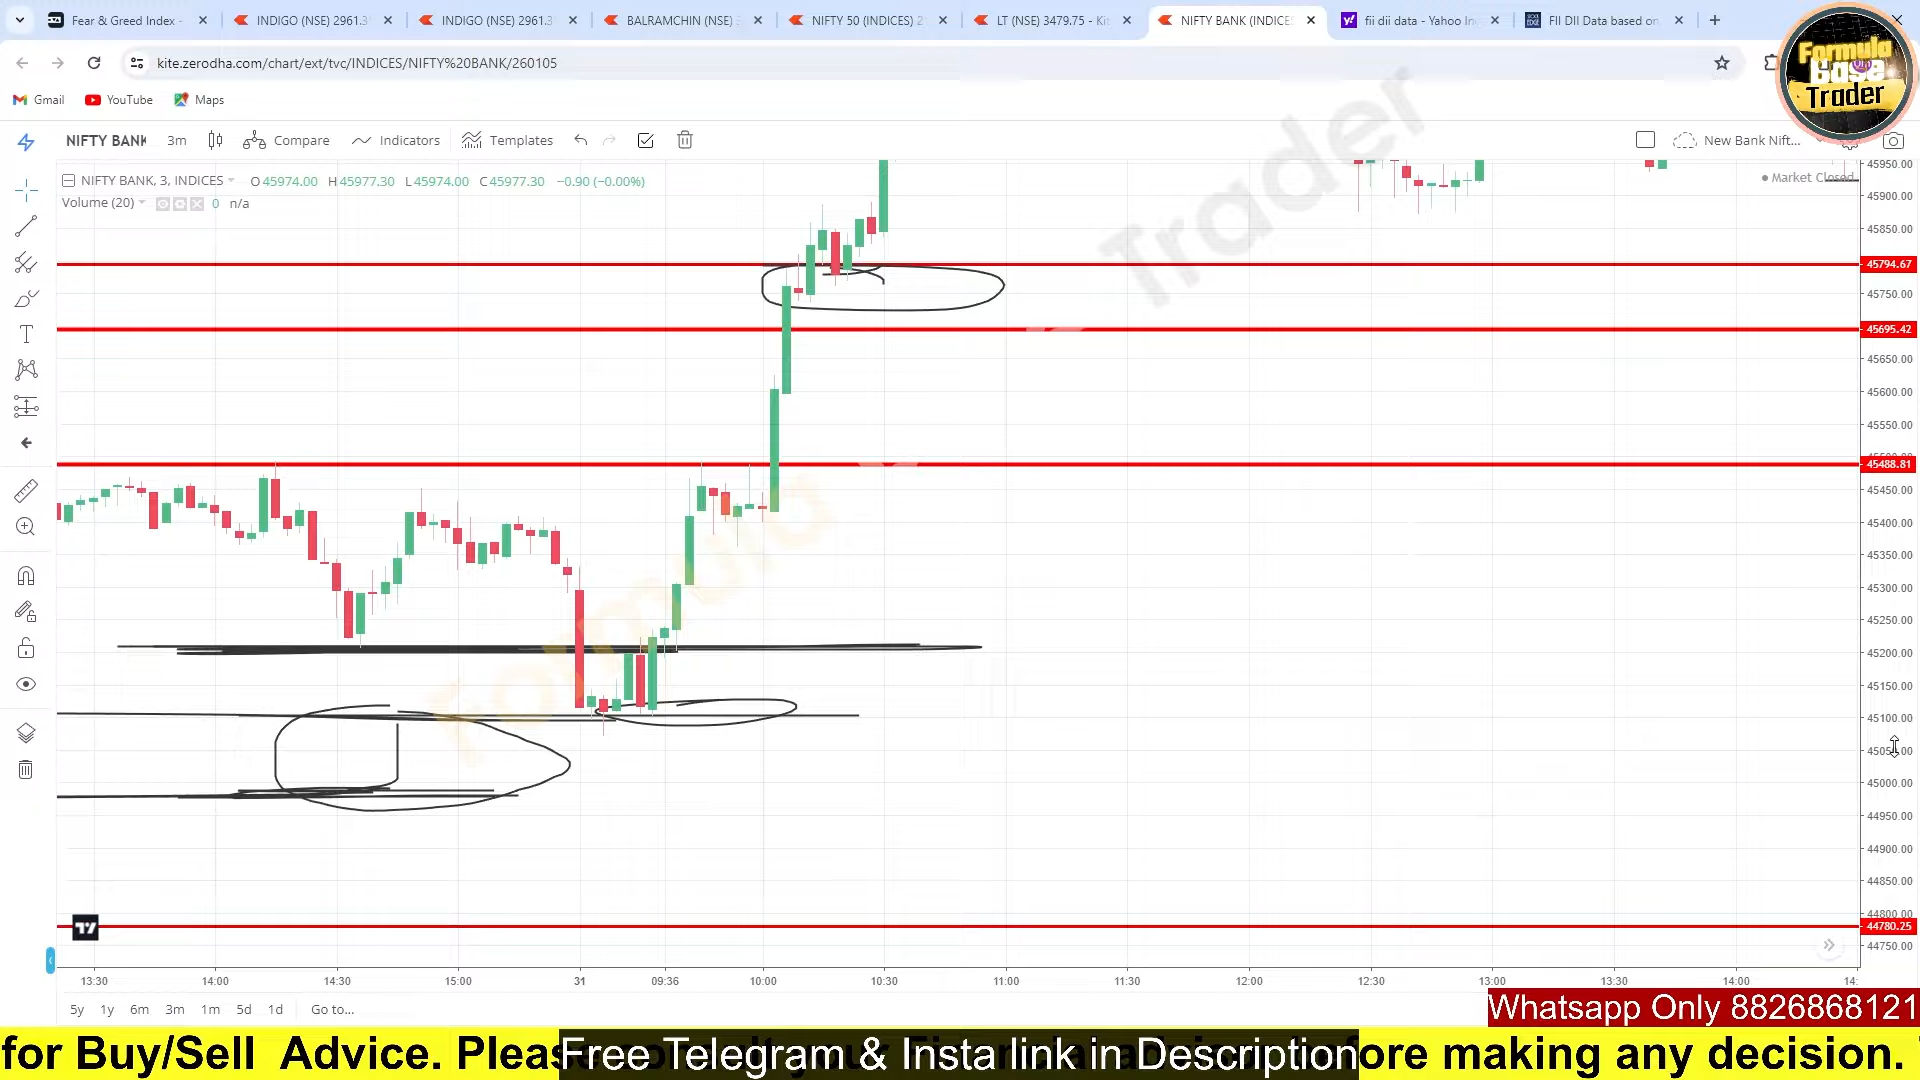 Fear & Greed Index -
INDIGO (NSE) 2961.3
INDIGO (NSE) 2961.3
BALRAMCHIN (NSE)
NIFTY 50 (INDICES)
LT (NSE) 3479.75 - Kit
NIFTY BANK (INDICES
fii dii data - Yahoo In
FII DII Data based on
kite.zerodha.com/chart/ext/tvc/INDICES/NIFTY%20BANK/260105
Gmail
YouTube
Maps
Formula
Base
Trader
NIFTY BANK
3m
Compare
Indicators
Templates
New Bank Nift...
NIFTY BANK, 3, INDICES
O 45974.00 H 45977.30 L 45974.00 C 45977.30 −0.90 (−0.00%)
Market Closed
Volume (20)
0 n/a
Trader
Formula
45950.00
45900.00
45850.00
45794.67
45750.00
45695.42
45650.00
45600.00
45550.00
45488.81
45450.00
45400.00
45350.00
45300.00
45250.00
45200.00
45150.00
45100.00
45050.00
45000.00
44950.00
44900.00
44850.00
44800.00
44780.25
44750.00
13:30
14:00
14:30
15:00
31
09:36
10:00
10:30
11:00
11:30
12:00
12:30
13:00
13:30
14:00
14:
5y
1y
6m
3m
1m
5d
1d
Go to...
Whatsapp Only 8826868121
for Buy/Sell Advice. Pleas
Free Telegram & Insta link in Description
ore making any decision.